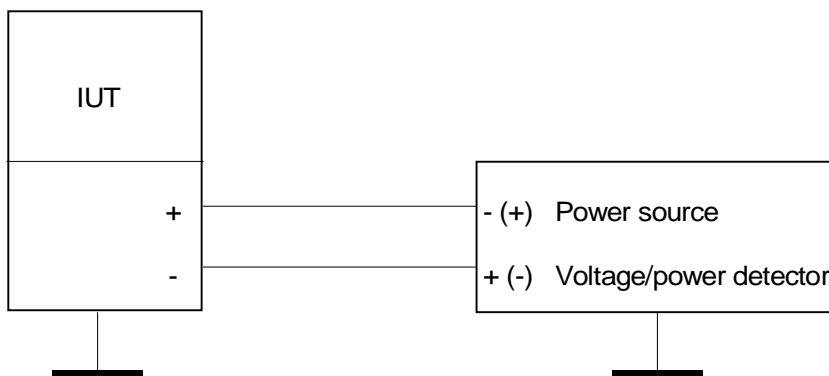 IUT
+ - (+) Power source
- + (-) Voltage/power detector